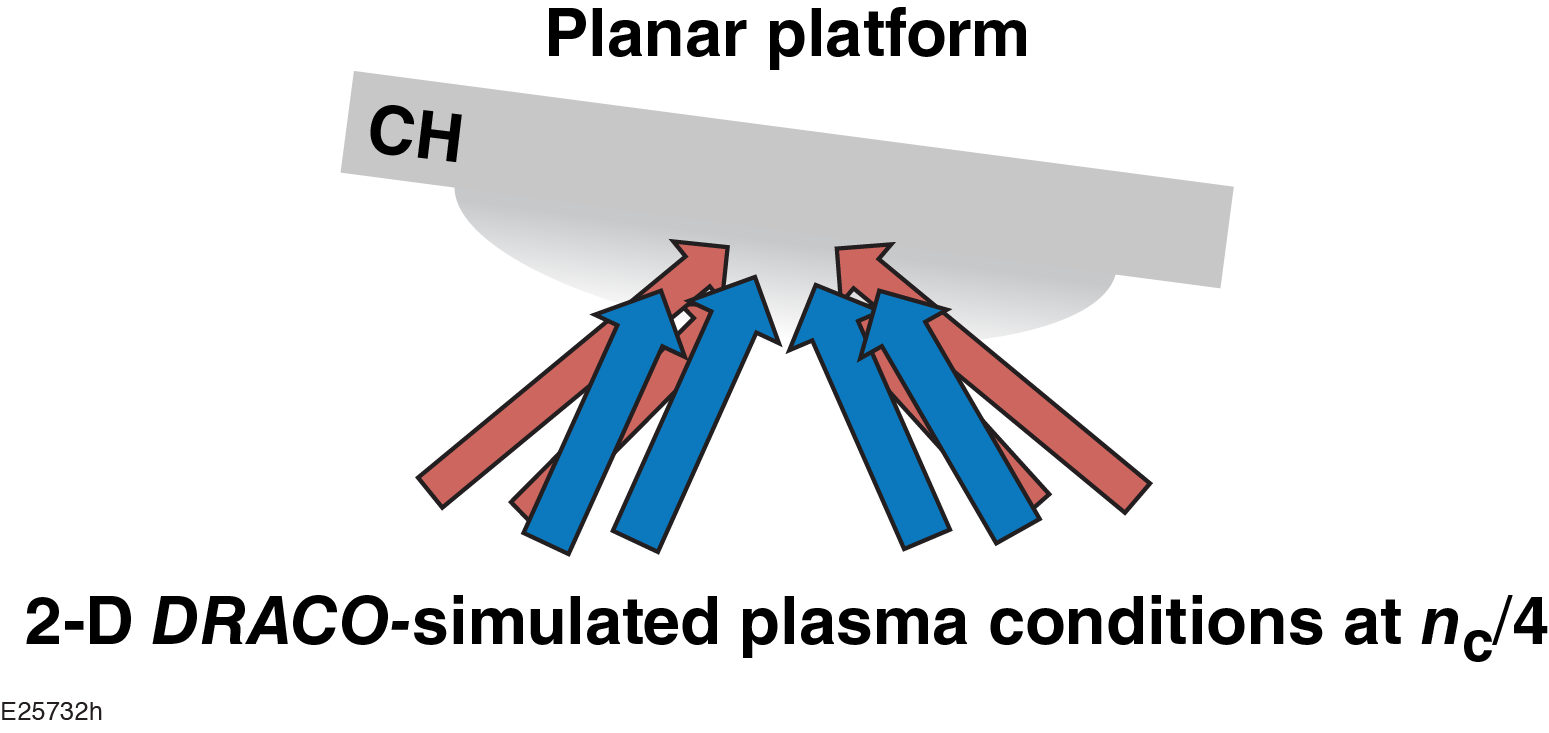 Planar platform
CH
2-D DRACO-simulated plasma conditions at nc/4
E25732h